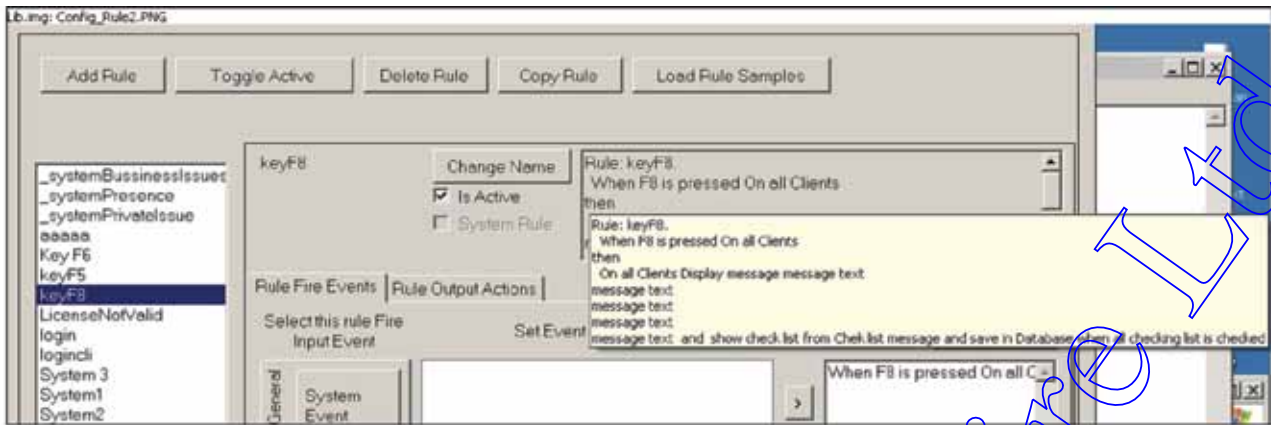 Lib.img: Config_Rule2.PNG
Add Rule Toggle Active Delete Rule Copy Rule Load Rule Samples
_systemBussinessIssues
_systemPresence
_systemPrivateIssue
aaaaa
Key F6
keyF5
keyF8
LicenseNotValid
login
logincli
System 3
System1
System2
keyF8
Change Name
Is Active
System Rule
Rule: keyF8.
When F8 is pressed On all Clients
then
Rule: keyF8.
When F8 is pressed On all Clients
then
On all Clients Display message message text
message text
message text
message text
message text and show check list from Chek list message and save in Database when all checking list is checked
Rule Fire Events Rule Output Actions
Select this rule Fire
Input Event
Set Event
General
System
Event
>
When F8 is pressed On all C
re Ltd